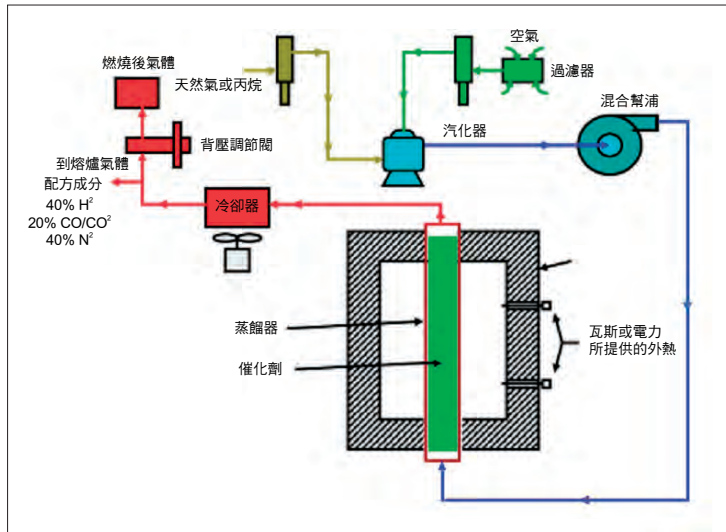 空氣
過濾器
天然氣或丙烷
燃燒後氣體
混合幫浦
汽化器
背壓調節閥
到熔爐氣體
配方成分
40% H²
20% CO/CO²
40% N²
冷卻器
蒸餾器
催化劑
瓦斯或電力
所提供的外熱